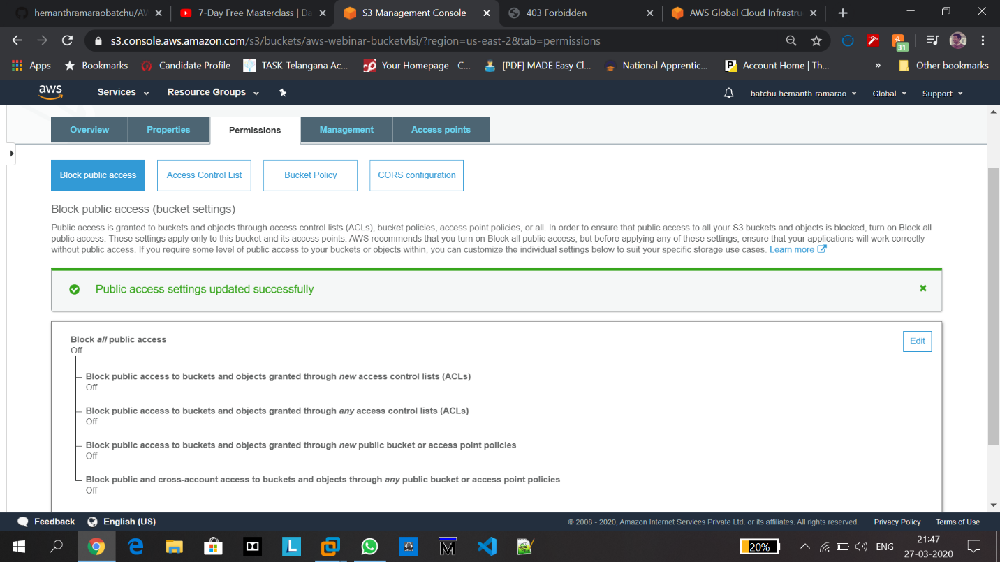 hemanthramaraobatchu/AW
7-Day Free Masterclass | Da
S3 Management Console
403 Forbidden
AWS Global Cloud Infrastru
s3.console.aws.amazon.com/s3/buckets/aws-webinar-bucketvlsi/?region=us-east-2&tab=permissions
31
Apps
Bookmarks
Candidate Profile
TASK-Telangana Ac...
Your Homepage - C...
[PDF] MADE Easy Cl...
National Apprentic...
Account Home | Th...
»
Other bookmarks
aws
Services
Resource Groups
batchu hemanth ramarao
Global
Support
Overview
Properties
Permissions
Management
Access points
Block public access
Access Control List
Bucket Policy
CORS configuration
Block public access (bucket settings)
Public access is granted to buckets and objects through access control lists (ACLs), bucket policies, access point policies, or all. In order to ensure that public access to all your S3 buckets and objects is blocked, turn on Block all
public access. These settings apply only to this bucket and its access points. AWS recommends that you turn on Block all public access, but before applying any of these settings, ensure that your applications will work correctly
without public access. If you require some level of public access to your buckets or objects within, you can customize the individual settings below to suit your specific storage use cases. Learn more
Public access settings updated successfully
Block all public access
Off
Edit
Block public access to buckets and objects granted through new access control lists (ACLs)
Off
Block public access to buckets and objects granted through any access control lists (ACLs)
Off
Block public access to buckets and objects granted through new public bucket or access point policies
Off
Block public and cross-account access to buckets and objects through any public bucket or access point policies
Off
Feedback
English (US)
© 2008 - 2020, Amazon Internet Services Private Ltd. or its affiliates. All rights reserved.
Privacy Policy
Terms of Use
L
M
20%
ENG
21:47
27-03-2020